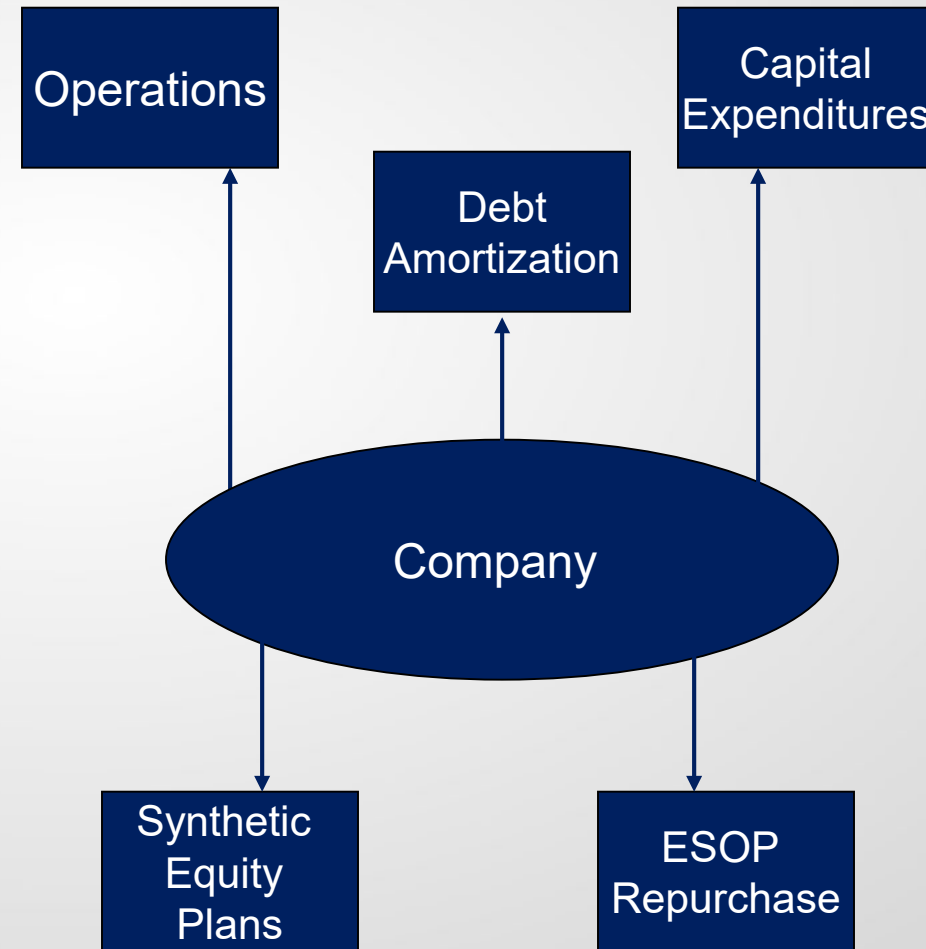 Operations
Capital
Expenditures
Debt
Amortization
Company
Synthetic
Equity
Plans
ESOP
Repurchase